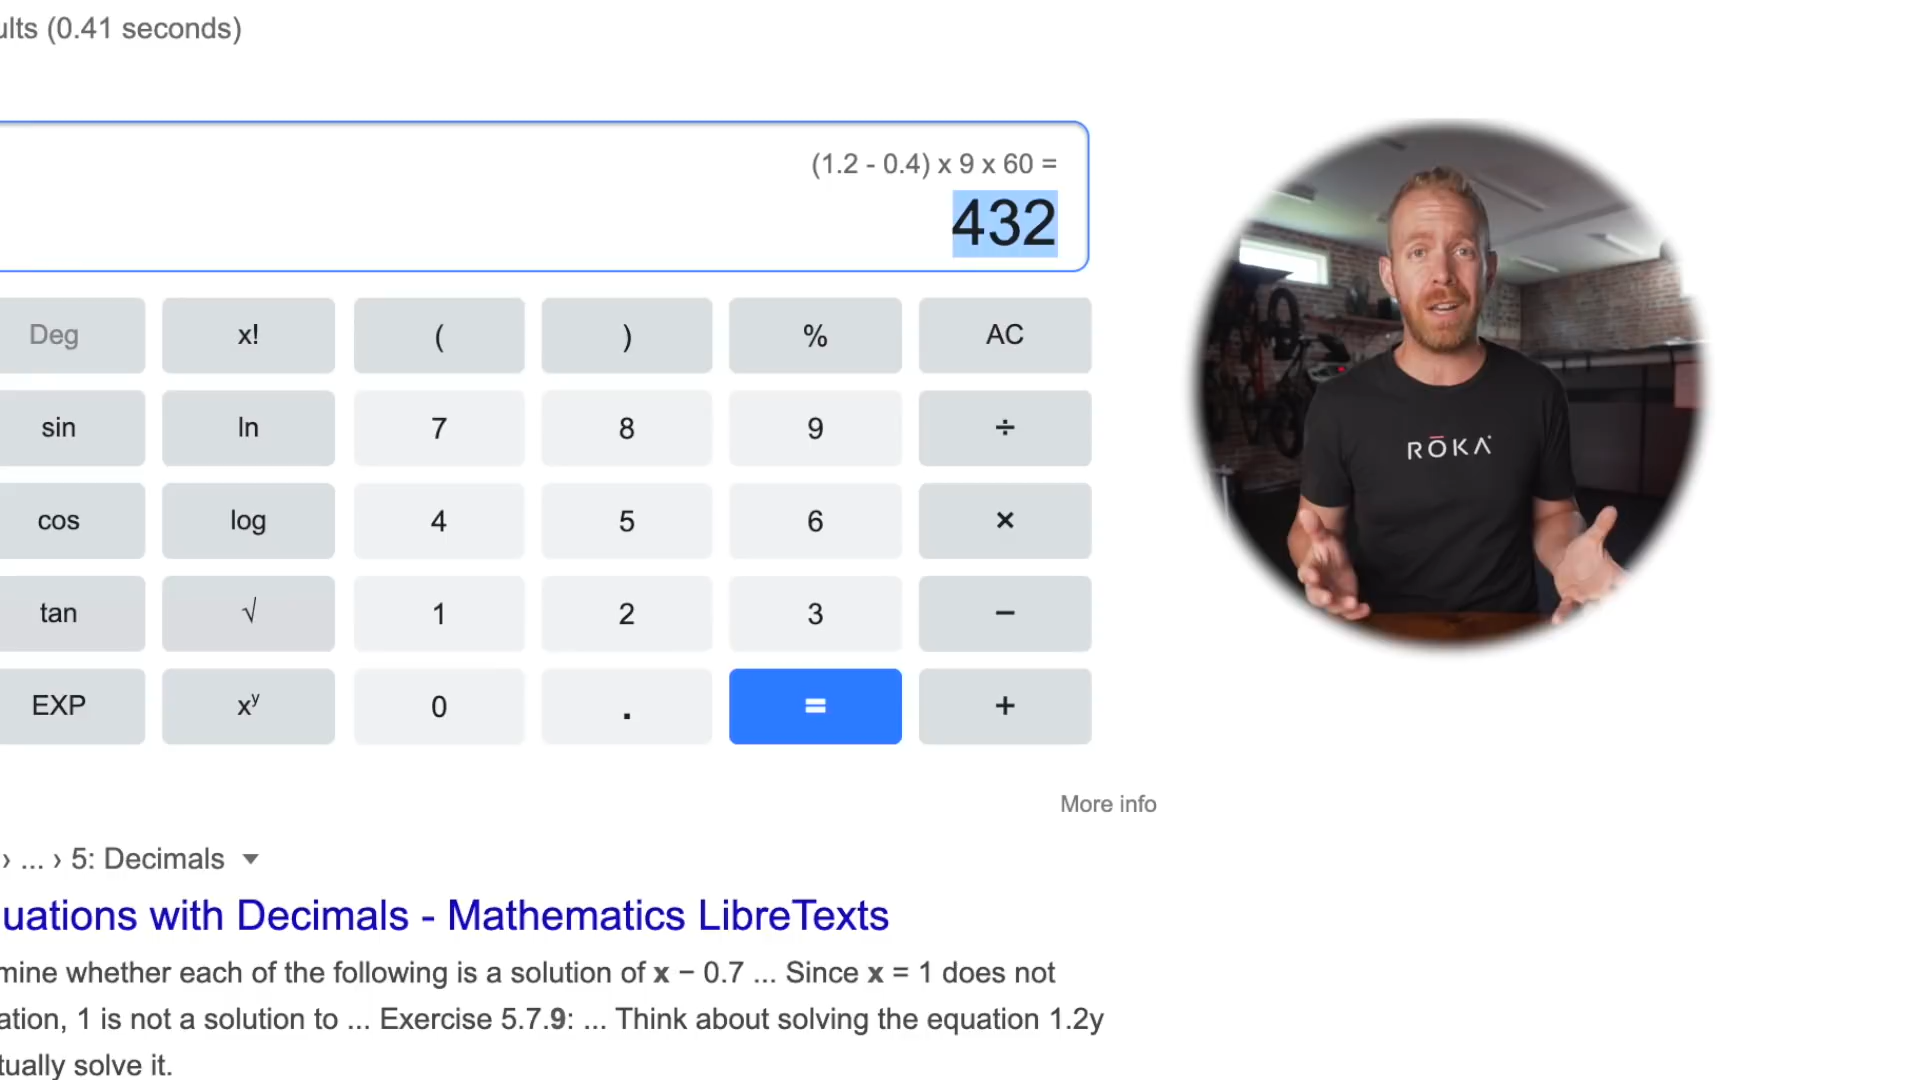 ults (0.41 seconds)
(1.2 - 0.4) x 9 x 60 =
432
Deg x! ( ) % AC
sin ln 7 8 9 ÷
cos log 4 5 6 ×
tan √ 1 2 3 −
EXP xʸ 0 . = +
RŌKA
More info
› ... › 5: Decimals
uations with Decimals - Mathematics LibreTexts
mine whether each of the following is a solution of x − 0.7 ... Since x = 1 does not
ation, 1 is not a solution to ... Exercise 5.7.9: ... Think about solving the equation 1.2y
tually solve it.